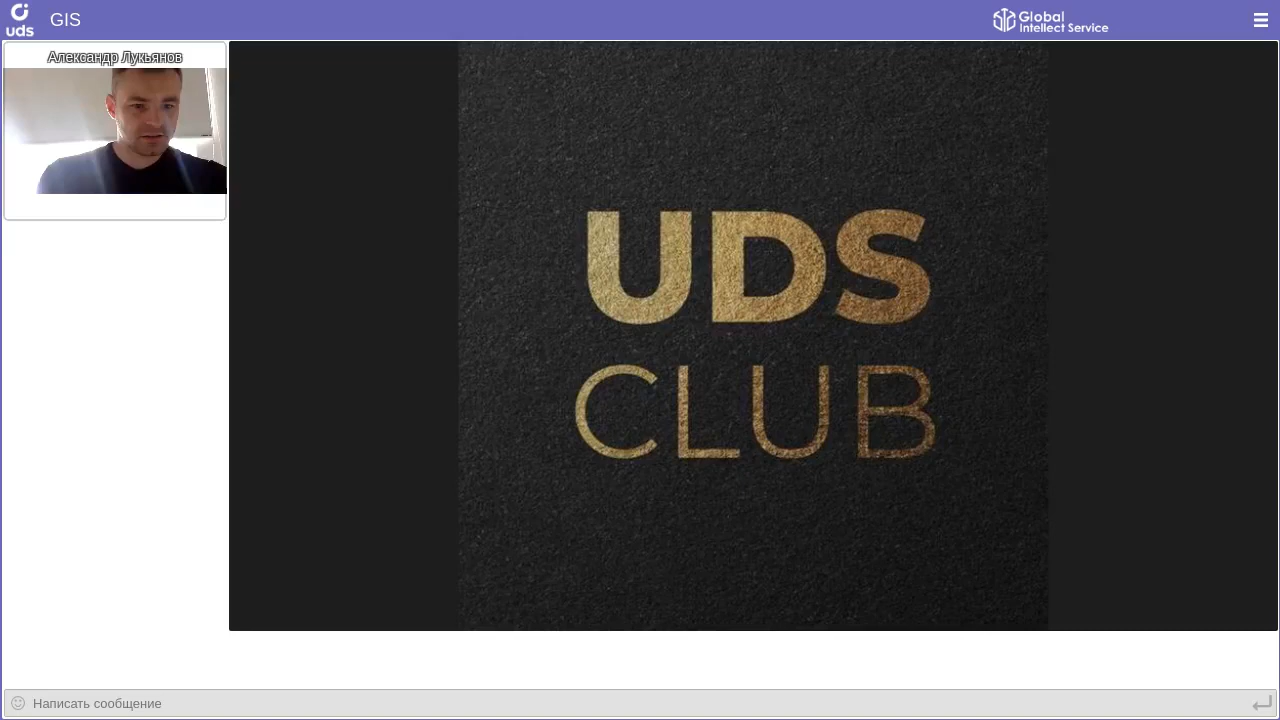 uds
GIS
Global
Intellect Service
Александр Лукьянов
UDS
CLUB
Написать сообщение